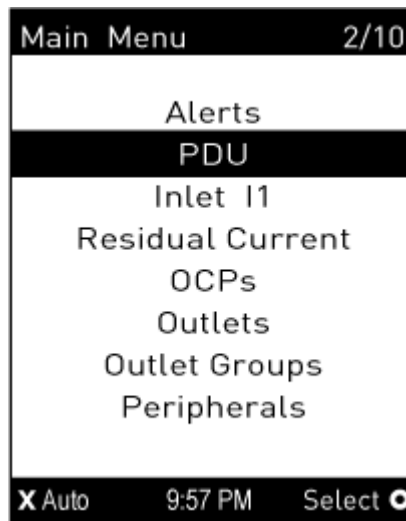 Main Menu 2/10
Alerts
PDU
Inlet I1
Residual Current
OCPs
Outlets
Outlet Groups
Peripherals
X Auto 9:57 PM Select O